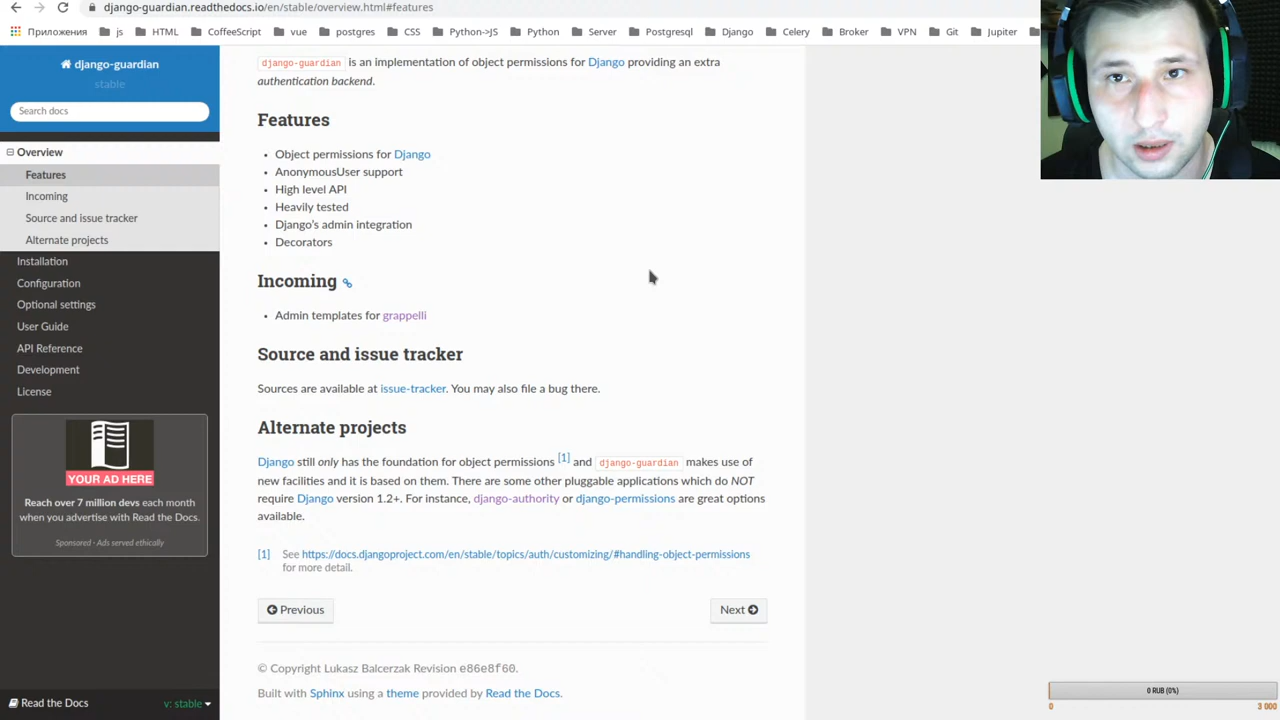 django-guardian.readthedocs.io/en/stable/overview.html#features
Приложения js HTML CoffeeScript vue postgres CSS Python->JS Python Server Postgresql Django Celery Broker VPN Git Jupiter
django-guardian
stable
Search docs
Overview
Features
Incoming
Source and issue tracker
Alternate projects
Installation
Configuration
Optional settings
User Guide
API Reference
Development
License
YOUR AD HERE
Reach over 7 million devs each month
when you advertise with Read the Docs.
Sponsored · Ads served ethically
Read the Docs
v: stable
django-guardian is an implementation of object permissions for Django providing an extra
authentication backend.
Features
Object permissions for Django
AnonymousUser support
High level API
Heavily tested
Django's admin integration
Decorators
Incoming
Admin templates for grappelli
Source and issue tracker
Sources are available at issue-tracker. You may also file a bug there.
Alternate projects
Django still only has the foundation for object permissions [1] and django-guardian makes use of
new facilities and it is based on them. There are some other pluggable applications which do NOT
require Django version 1.2+. For instance, django-authority or django-permissions are great options
available.
[1] See https://docs.djangoproject.com/en/stable/topics/auth/customizing/#handling-object-permissions
for more detail.
Previous
Next
© Copyright Lukasz Balcerzak Revision e86e8f60.
Built with Sphinx using a theme provided by Read the Docs.
0 RUB (0%)
0 3 000